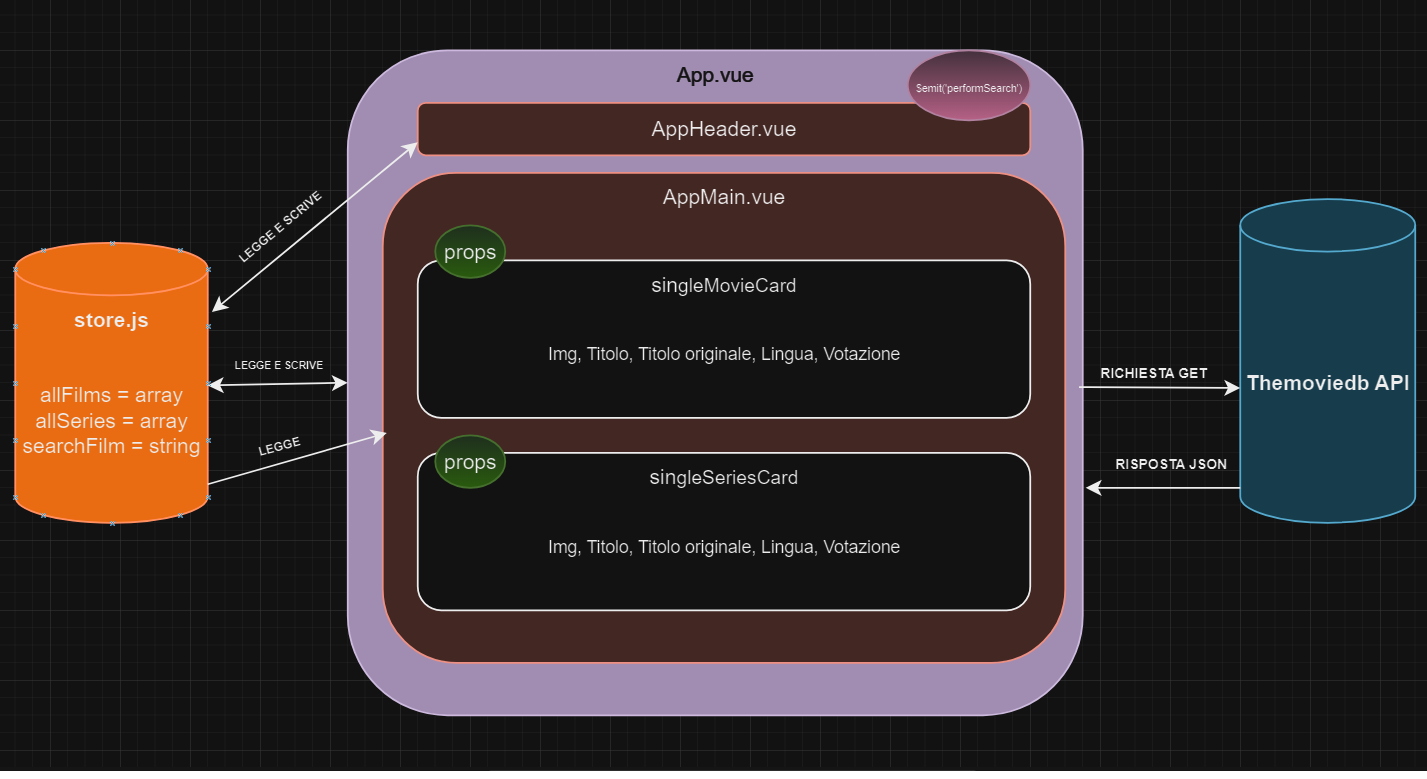 App.vue
$emit('performSearch')
AppHeader.vue
AppMain.vue
LEGGE E SCRIVE
props
singleMovieCard
Img, Titolo, Titolo originale, Lingua, Votazione
store.js
allFilms = array
allSeries = array
searchFilm = string
LEGGE E SCRIVE
LEGGE
props
singleSeriesCard
Img, Titolo, Titolo originale, Lingua, Votazione
RICHIESTA GET
Themoviedb API
RISPOSTA JSON